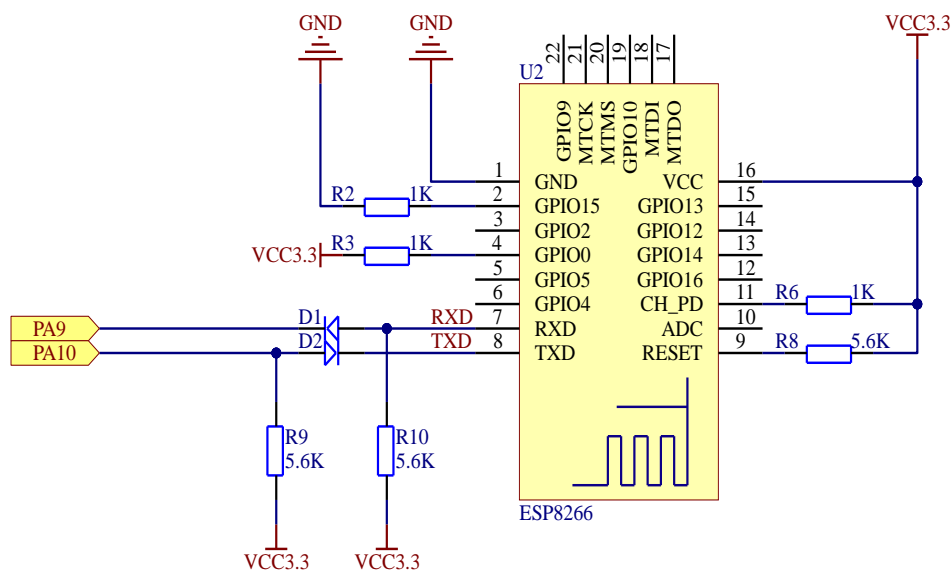 GND
GND
VCC3.3
U2
22
21
20
19
18
17
GPIO9
MTCK
MTMS
GPIO10
MTDI
MTDO
1
GND
VCC
16
R2
1K
2
GPIO15
GPIO13
15
3
GPIO2
GPIO12
14
VCC3.3
R3
1K
4
GPIO0
GPIO14
13
5
GPIO5
GPIO16
12
6
GPIO4
CH_PD
11
R6
1K
PA9
D1
RXD
7
RXD
ADC
10
PA10
D2
TXD
8
TXD
RESET
9
R8
5.6K
R9
5.6K
R10
5.6K
ESP8266
VCC3.3
VCC3.3